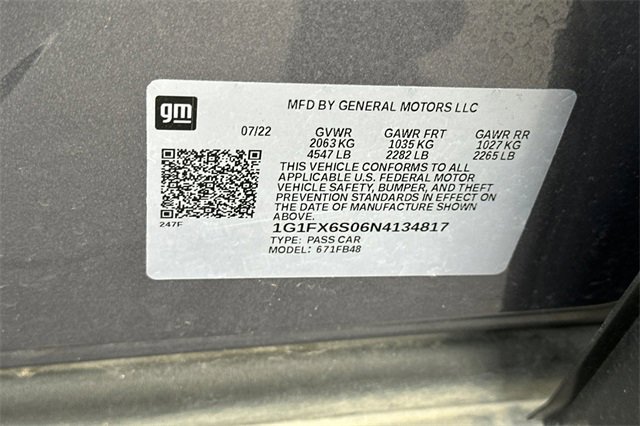 gm
MFD BY GENERAL MOTORS LLC
07/22 GVWR GAWR FRT GAWR RR
2063 KG 1035 KG 1027 KG
4547 LB 2282 LB 2265 LB
THIS VEHICLE CONFORMS TO ALL
APPLICABLE U.S. FEDERAL MOTOR
VEHICLE SAFETY, BUMPER, AND THEFT
PREVENTION STANDARDS IN EFFECT ON
THE DATE OF MANUFACTURE SHOWN
ABOVE.
247F
1G1FX6S06N4134817
TYPE: PASS CAR
MODEL: 671FB48